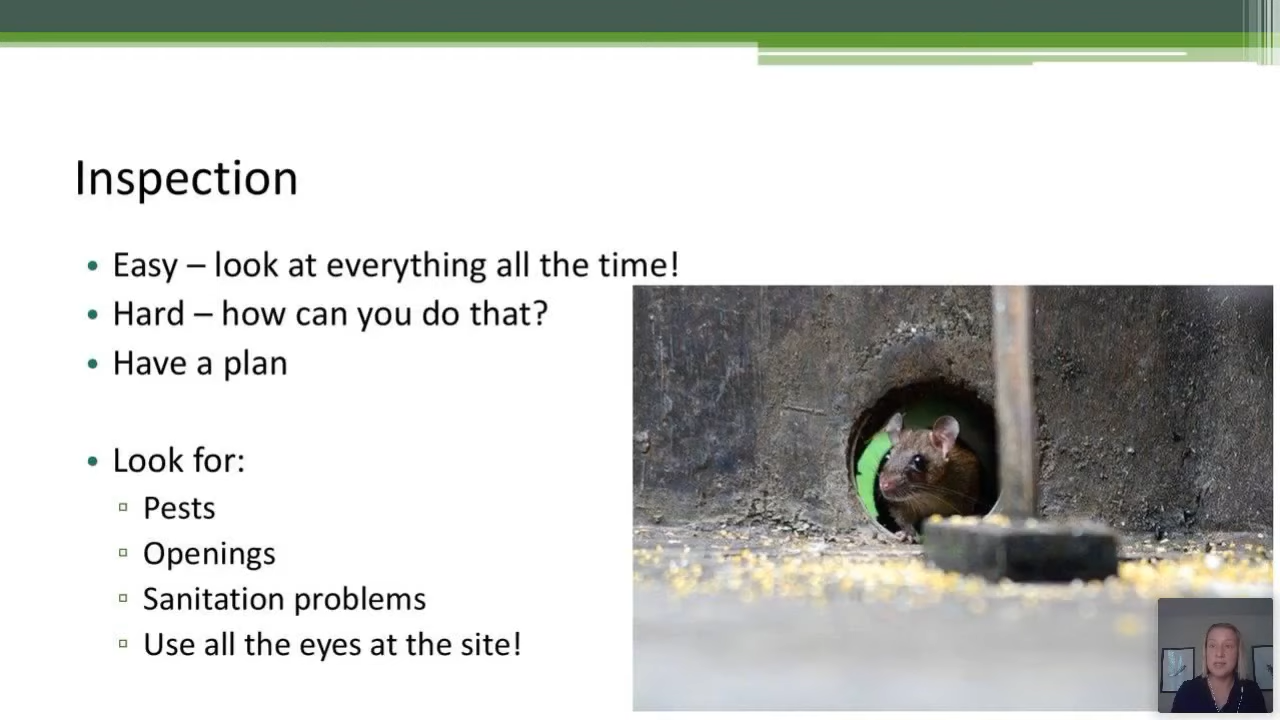 Inspection
• Easy – look at everything all the time!
• Hard – how can you do that?
• Have a plan
• Look for:
▫ Pests
▫ Openings
▫ Sanitation problems
▫ Use all the eyes at the site!